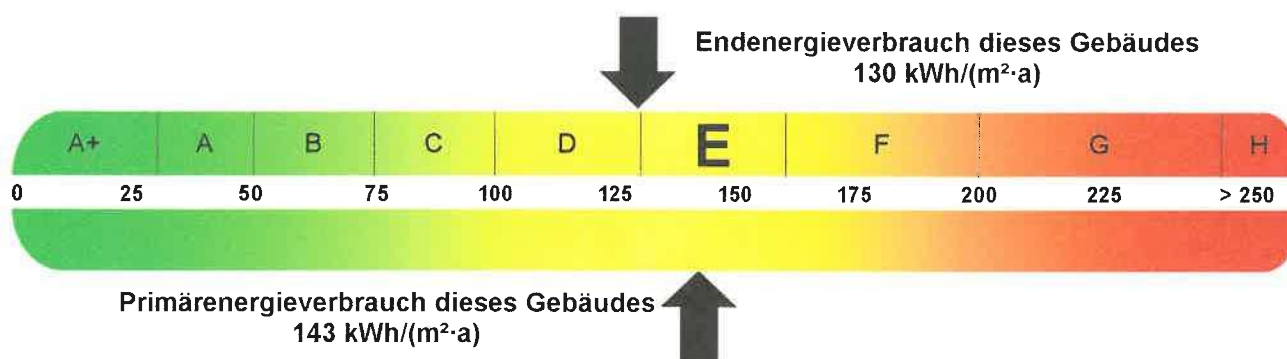 Endenergieverbrauch dieses Gebäudes
130 kWh/(m²·a)
A+ A B C D E F G H
0 25 50 75 100 125 150 175 200 225 > 250
Primärenergieverbrauch dieses Gebäudes
143 kWh/(m²·a)